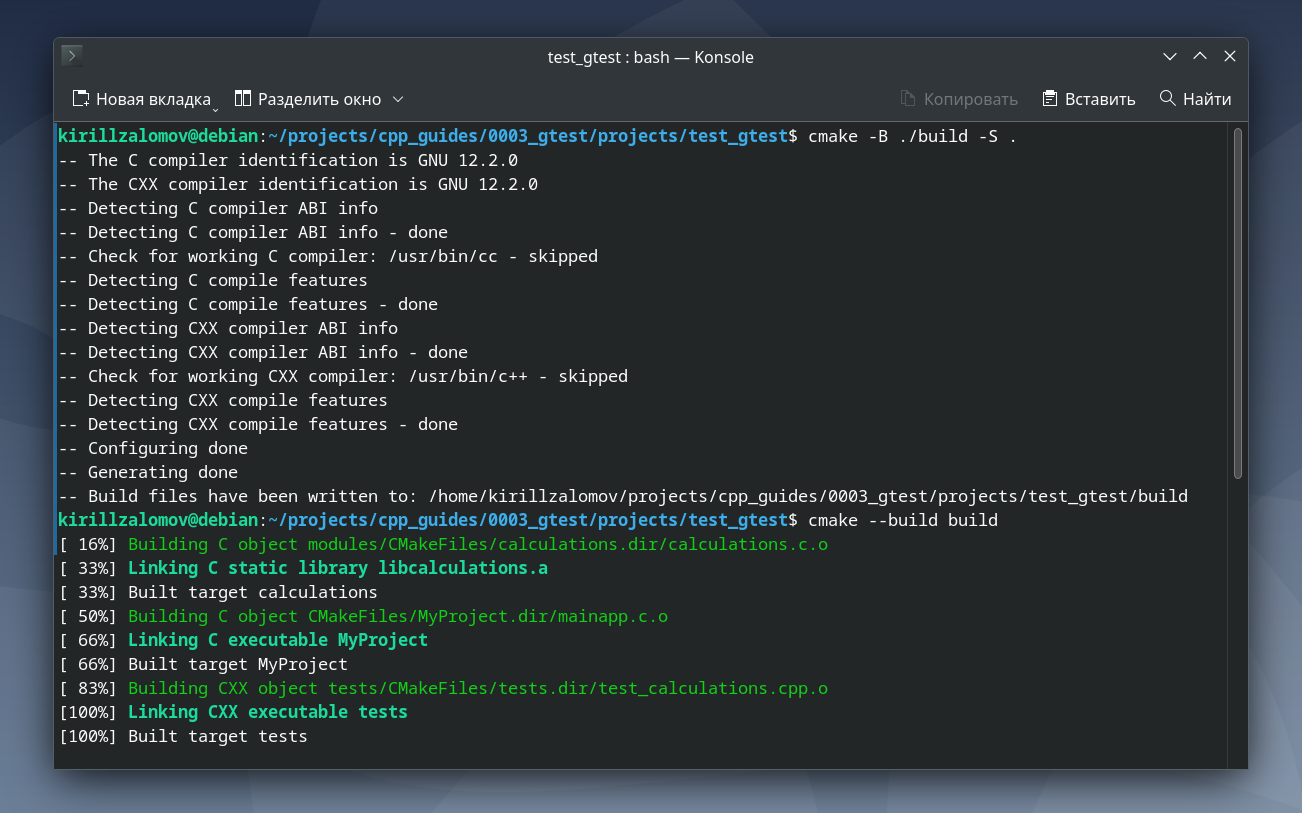 test_gtest : bash — Konsole
Новая вкладка Разделить окно Копировать Вставить Найти
kirillzalomov@debian:~/projects/cpp_guides/0003_gtest/projects/test_gtest$ cmake -B ./build -S .
-- The C compiler identification is GNU 12.2.0
-- The CXX compiler identification is GNU 12.2.0
-- Detecting C compiler ABI info
-- Detecting C compiler ABI info - done
-- Check for working C compiler: /usr/bin/cc - skipped
-- Detecting C compile features
-- Detecting C compile features - done
-- Detecting CXX compiler ABI info
-- Detecting CXX compiler ABI info - done
-- Check for working CXX compiler: /usr/bin/c++ - skipped
-- Detecting CXX compile features
-- Detecting CXX compile features - done
-- Configuring done
-- Generating done
-- Build files have been written to: /home/kirillzalomov/projects/cpp_guides/0003_gtest/projects/test_gtest/build
kirillzalomov@debian:~/projects/cpp_guides/0003_gtest/projects/test_gtest$ cmake --build build
[ 16%] Building C object modules/CMakeFiles/calculations.dir/calculations.c.o
[ 33%] Linking C static library libcalculations.a
[ 33%] Built target calculations
[ 50%] Building C object CMakeFiles/MyProject.dir/mainapp.c.o
[ 66%] Linking C executable MyProject
[ 66%] Built target MyProject
[ 83%] Building CXX object tests/CMakeFiles/tests.dir/test_calculations.cpp.o
[100%] Linking CXX executable tests
[100%] Built target tests